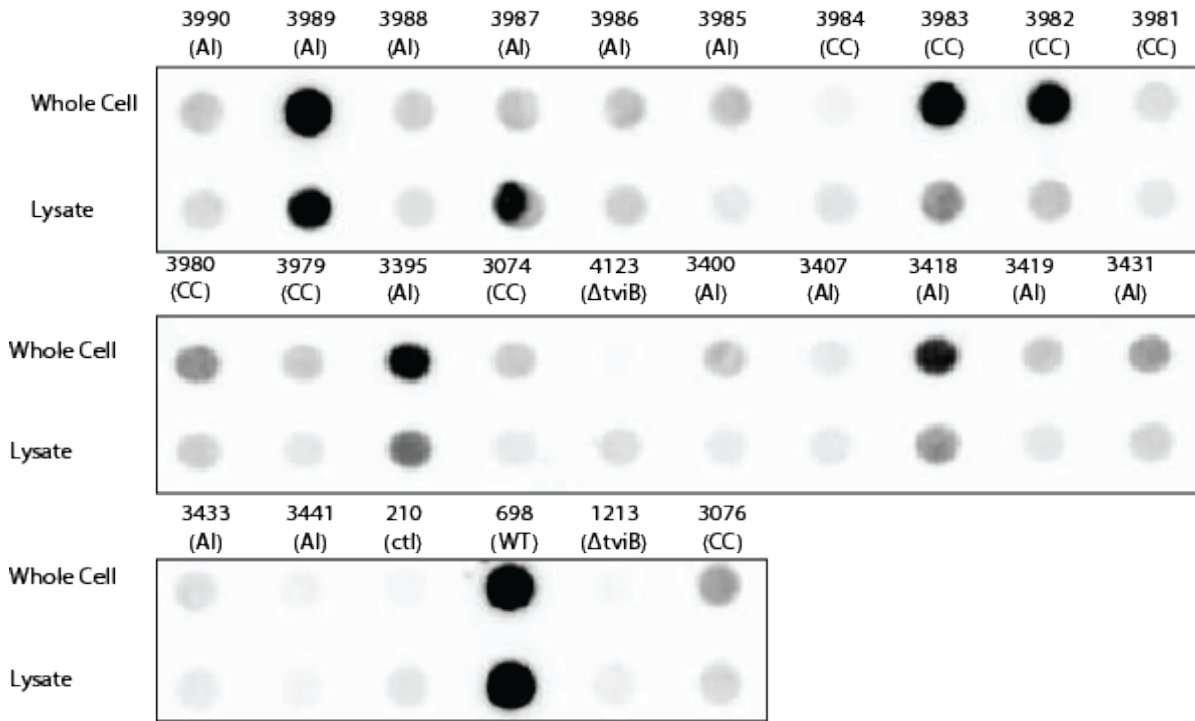 3990 3989 3988 3987 3986 3985 3984 3983 3982 3981
(AI) (AI) (AI) (AI) (AI) (AI) (CC) (CC) (CC) (CC)
Whole Cell
Lysate
3980 3979 3395 3074 4123 3400 3407 3418 3419 3431
(CC) (CC) (AI) (CC) (ΔtviB) (AI) (AI) (AI) (AI) (AI)
Whole Cell
Lysate
3433 3441 210 698 1213 3076
(AI) (AI) (ctl) (WT) (ΔtviB) (CC)
Whole Cell
Lysate